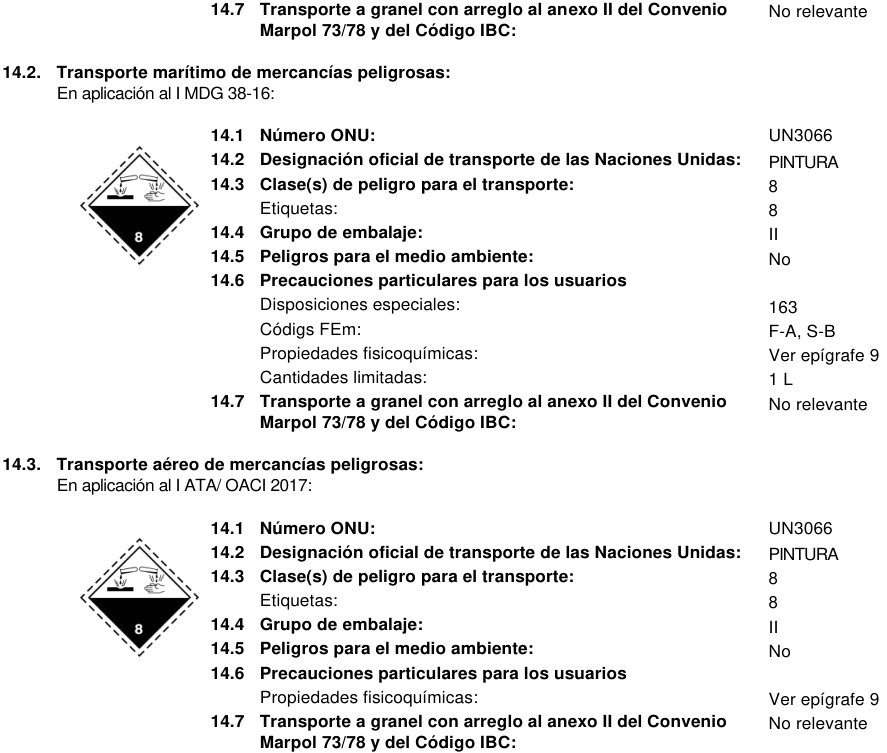 14.7 Transporte a granel con arreglo al anexo II del Convenio No relevante
Marpol 73/78 y del Código IBC:
14.2. Transporte marítimo de mercancías peligrosas:
En aplicación al I MDG 38-16:
14.1 Número ONU: UN3066
14.2 Designación oficial de transporte de las Naciones Unidas: PINTURA
14.3 Clase(s) de peligro para el transporte: 8
Etiquetas: 8
8
14.4 Grupo de embalaje: II
14.5 Peligros para el medio ambiente: No
14.6 Precauciones particulares para los usuarios
Disposiciones especiales: 163
Códigs FEm: F-A, S-B
Propiedades fisicoquímicas: Ver epígrafe 9
Cantidades limitadas: 1 L
14.7 Transporte a granel con arreglo al anexo II del Convenio No relevante
Marpol 73/78 y del Código IBC:
14.3. Transporte aéreo de mercancías peligrosas:
En aplicación al I ATA/ OACI 2017:
14.1 Número ONU: UN3066
14.2 Designación oficial de transporte de las Naciones Unidas: PINTURA
14.3 Clase(s) de peligro para el transporte: 8
Etiquetas: 8
8
14.4 Grupo de embalaje: II
14.5 Peligros para el medio ambiente: No
14.6 Precauciones particulares para los usuarios
Propiedades fisicoquímicas: Ver epígrafe 9
14.7 Transporte a granel con arreglo al anexo II del Convenio No relevante
Marpol 73/78 y del Código IBC: